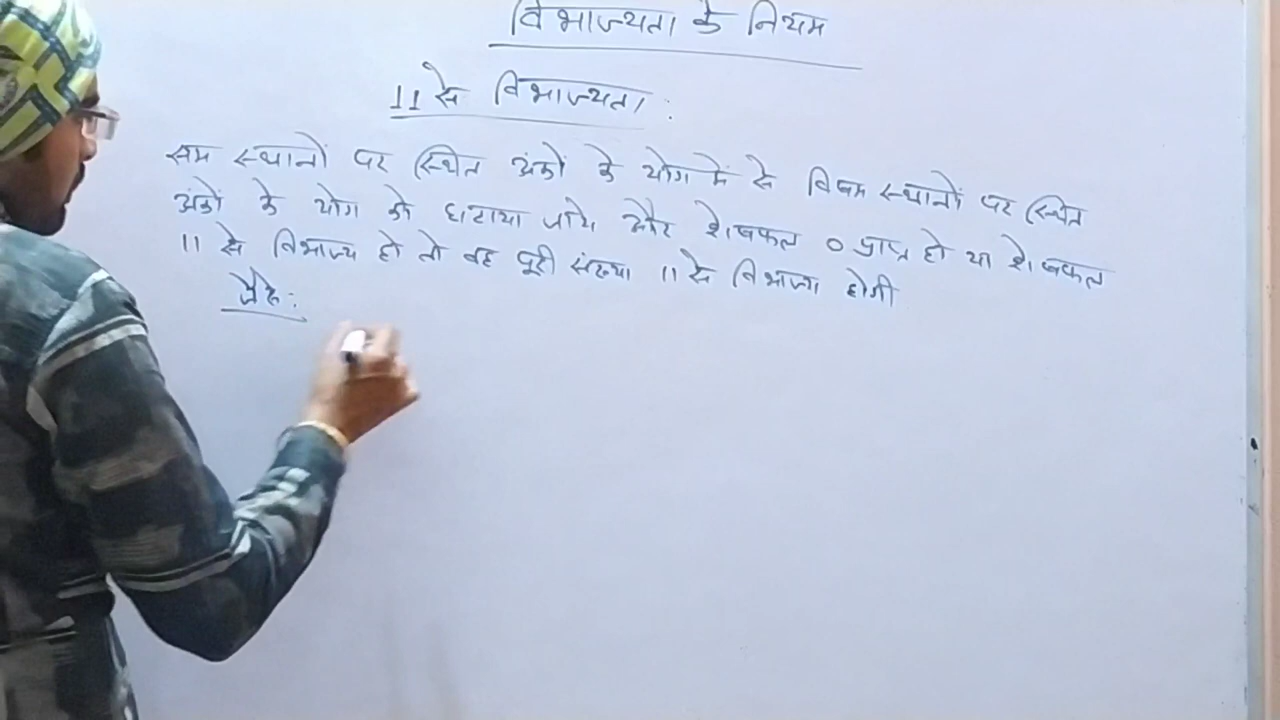 विभाज्यता के नियम
11 से विभाज्यता:
सम स्थानों पर स्थित अंको के योग में से विषम स्थानों पर स्थित
अंको के योग को घटाया जाये और शेषफल 0 प्राप्त हो या शेषफल
11 से विभाज्य हो तो वह पूरी संख्या 11 से विभाज्य होगी
जैसे: